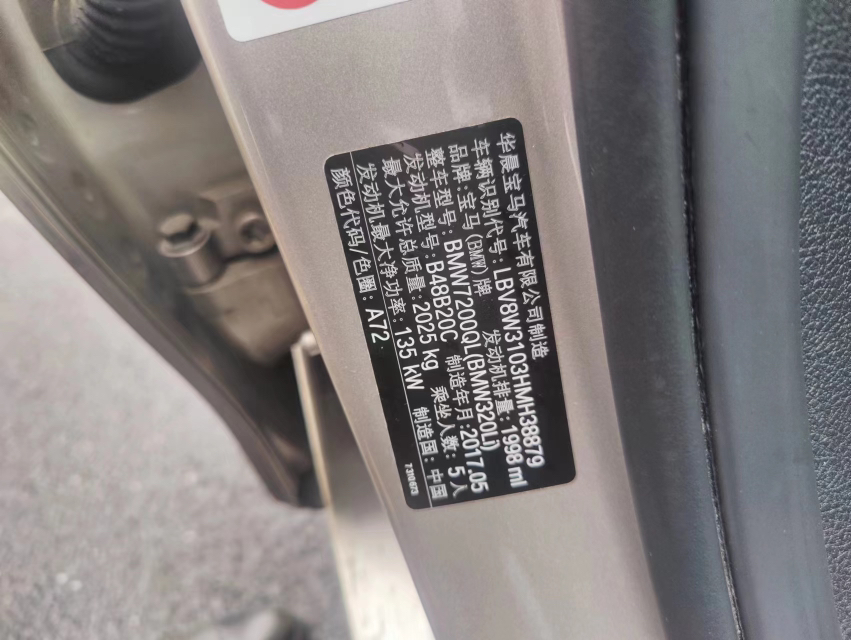 华晨宝马汽车有限公司制造
车辆识别代号: LBV8W3103HMH38879
品牌: 宝马 (BMW) 牌 发动机排量: 1998 ml
整车型号: BMW7200QL(BMW320Li)
发动机型号: B48B20C 制造年月: 2017.05
最大允许总质量: 2025 kg 乘坐人数: 5人
发动机最大净功率: 135 kW 制造国: 中国
颜色代码/色圈: A72
7 310 673